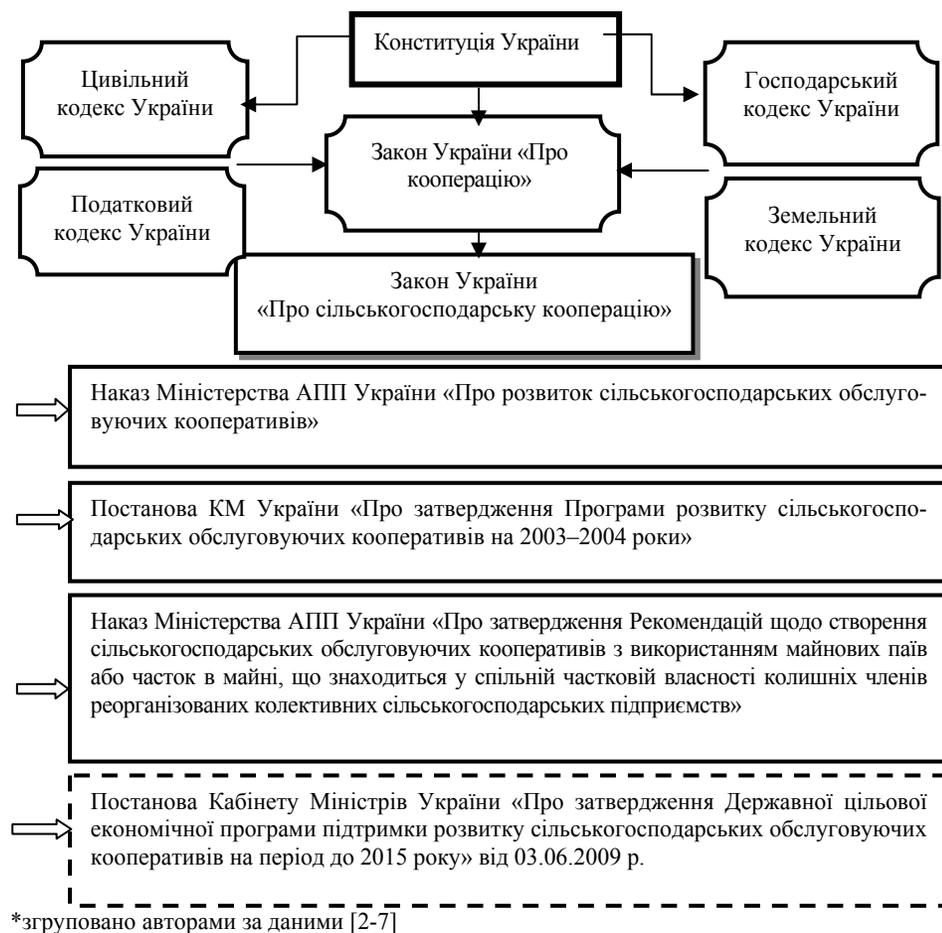 Конституція України
Цивільний
кодекс України
Господарський
кодекс України
Закон України «Про
кооперацію»
Податковий
кодекс України
Земельний
кодекс України
Закон України
«Про сільськогосподарську кооперацію»
Наказ Міністерства АПП України «Про розвиток сільськогосподарських обслуго-
вуючих кооперативів»
Постанова КМ України «Про затвердження Програми розвитку сільськогоспо-
дарських обслуговуючих кооперативів на 2003–2004 роки»
Наказ Міністерства АПП України «Про затвердження Рекомендацій щодо створення
сільськогосподарських обслуговуючих кооперативів з використанням майнових паїв
або часток в майні, що знаходиться у спільній частковій власності колишніх членів
реорганізованих колективних сільськогосподарських підприємств»
Постанова Кабінету Міністрів України «Про затвердження Державної цільової
економічної програми підтримки розвитку сільськогосподарських обслуговуючих
кооперативів на період до 2015 року» від 03.06.2009 р.
*згруповано авторами за даними [2-7]